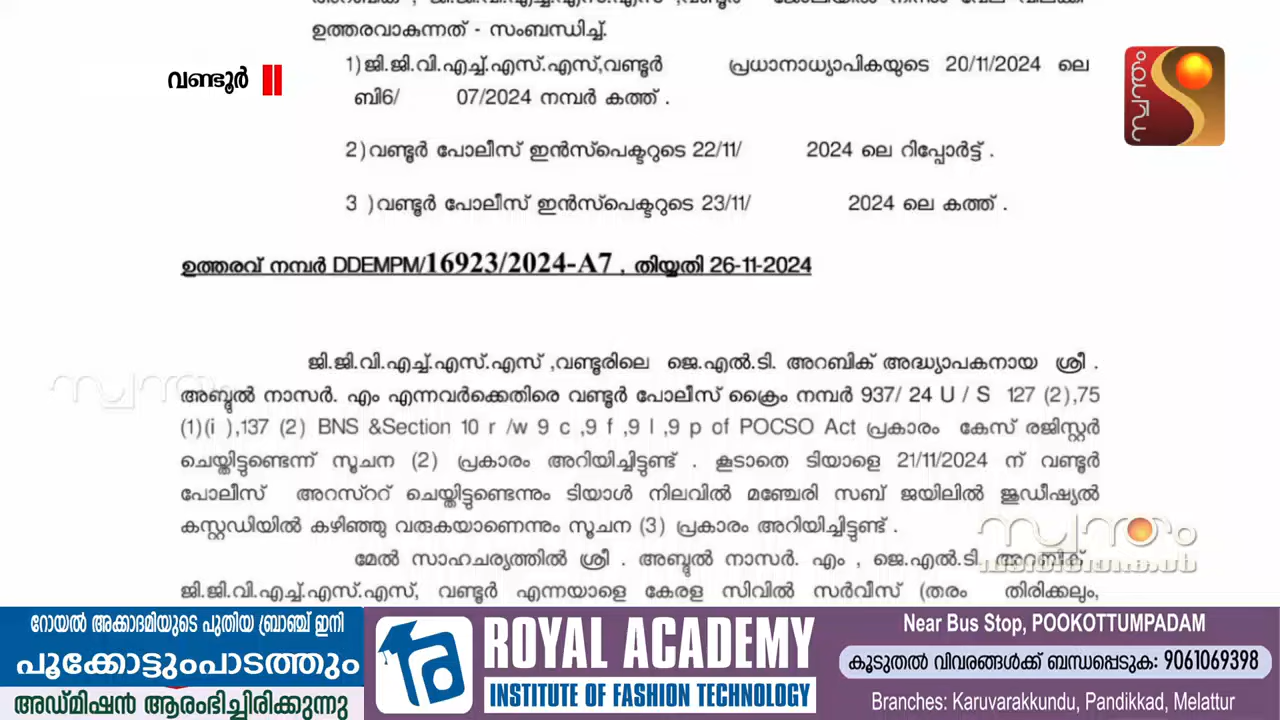 ഉത്തരവാകുന്നത് - സംബന്ധിച്ച്.
വണ്ടൂർ
1)ജി.ജി.വി.എച്ച്.എസ്.എസ്,വണ്ടൂർ പ്രധാനാധ്യാപികയുടെ 20/11/2024 ലെ
ബി6/ 07/2024 നമ്പർ കത്ത് .
2)വണ്ടൂർ പോലീസ് ഇൻസ്പെക്ടറുടെ 22/11/ 2024 ലെ റിപ്പോർട്ട് .
3 )വണ്ടൂർ പോലീസ് ഇൻസ്പെക്ടറുടെ 23/11/ 2024 ലെ കത്ത് .
ഉത്തരവ് നമ്പർ DDEMPM/16923/2024-A7 , തിയ്യതി 26-11-2024
ജി.ജി.വി.എച്ച്.എസ്.എസ് ,വണ്ടൂരിലെ ജെ.എൽ.ടി. അറബിക് അദ്ധ്യാപകനായ ശ്രീ .
അബ്ദുൽ നാസർ. എം എന്നവർക്കെതിരെ വണ്ടൂർ പോലീസ് ക്രൈം നമ്പർ 937/ 24 U / S 127 (2),75
(1)(i ),137 (2) BNS &Section 10 r /w 9 c ,9 f ,9 l ,9 p of POCSO Act പ്രകാരം കേസ് രജിസ്റ്റർ
ചെയ്തിട്ടുണ്ടെന്ന് സൂചന (2) പ്രകാരം അറിയിച്ചിട്ടുണ്ട് . കൂടാതെ ടിയാളെ 21/11/2024 ന് വണ്ടൂർ
പോലീസ് അറസ്ററ് ചെയ്തിട്ടുണ്ടെന്നും ടിയാൾ നിലവിൽ മഞ്ചേരി സബ് ജയിലിൽ ജുഡീഷ്യൽ
കസ്റ്റഡിയിൽ കഴിഞ്ഞു വരുകയാണെന്നും സൂചന (3) പ്രകാരം അറിയിച്ചിട്ടുണ്ട് .
മേൽ സാഹചര്യത്തിൽ ശ്രീ . അബ്ദുൽ നാസർ. എം , ജെ.എൽ.ടി. അറബിക്
ജി.ജി.വി.എച്ച്.എസ്.എസ്, വണ്ടൂർ എന്നയാളെ കേരള സിവിൽ സർവീസ് (തരം തിരിക്കലും,
സ്വന്തം
സ്വന്തം
റോയൽ അക്കാദമിയുടെ പുതിയ ബ്രാഞ്ച് ഇനി
പൂക്കോട്ടുംപാടത്തും
അഡ്മിഷൻ ആരംഭിച്ചിരിക്കുന്നു
ra
ROYAL ACADEMY
INSTITUTE OF FASHION TECHNOLOGY
Near Bus Stop, POOKOTTUMPADAM
കൂടുതൽ വിവരങ്ങൾക്ക് ബന്ധപ്പെടുക: 9061069398
Branches: Karuvarakkundu, Pandikkad, Melattur